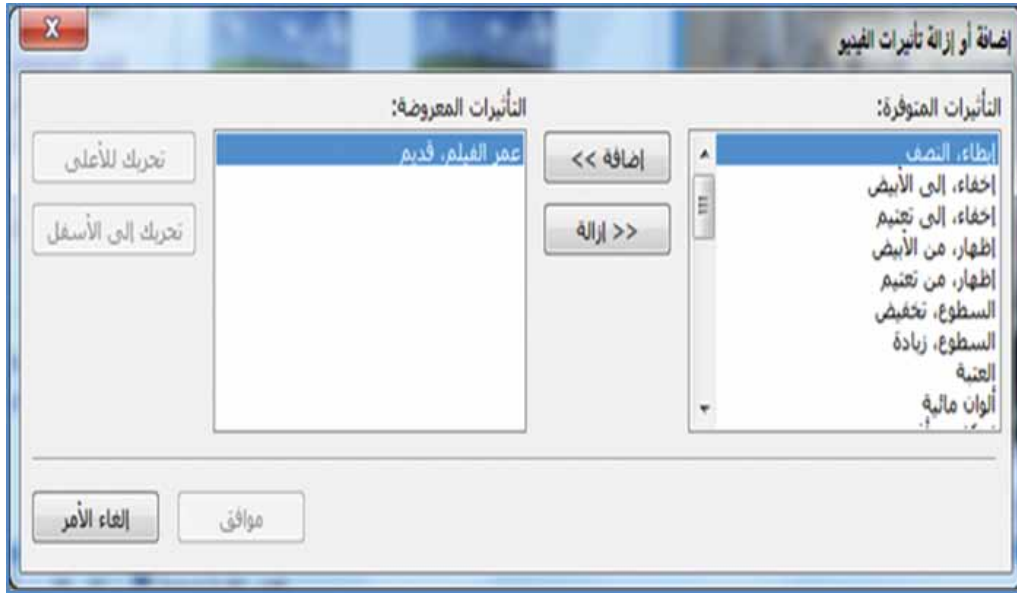 إضافة أو إزالة تأثيرات الفيديو
X
التأثيرات المتوفرة:
إبطاء، النصف
إخفاء، إلى الأبيض
إخفاء، إلى تعتيم
إظهار، من الأبيض
إظهار، من تعتيم
السطوع، تخفيض
السطوع، زيادة
العتبة
ألوان مائية
إضافة >>
<< إزالة
التأثيرات المعروضة:
عمر الفيلم، قديم
تحريك للأعلى
تحريك إلى الأسفل
موافق
إلغاء الأمر